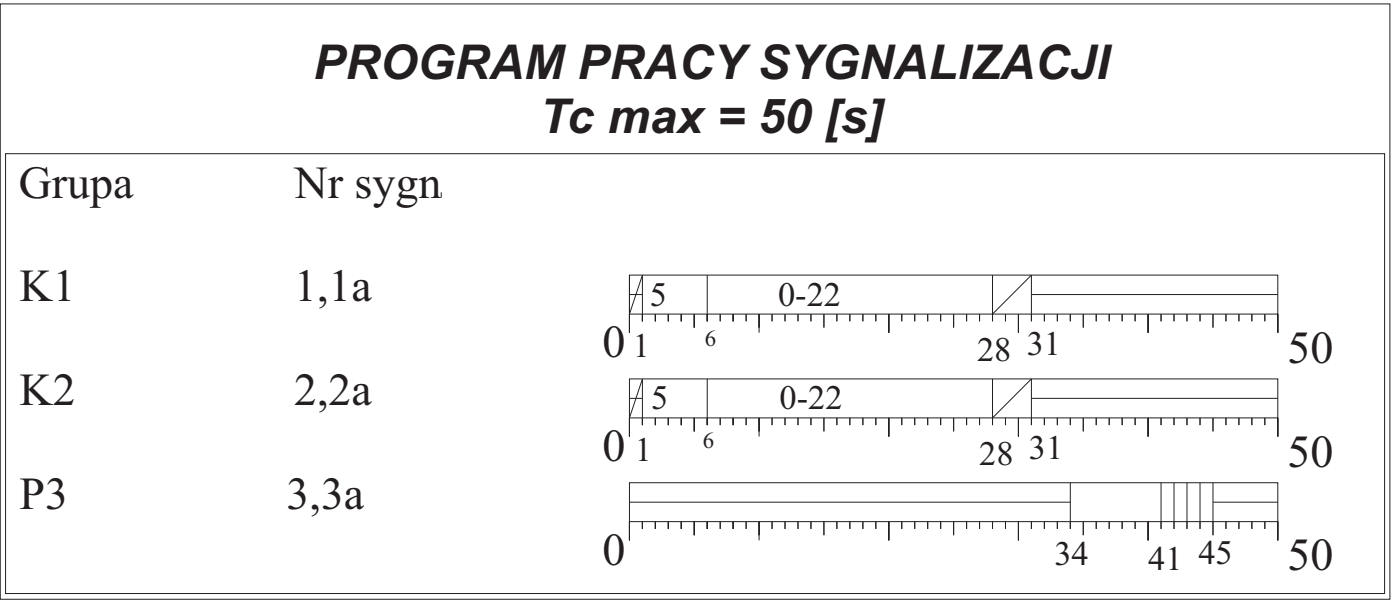 PROGRAM PRACY SYGNALIZACJI
Tc max = 50 [s]
Grupa Nr sygn
K1 1,1a 5 0-22
0 1 6 28 31 50
K2 2,2a 5 0-22
0 1 6 28 31 50
P3 3,3a
0 34 41 45 50